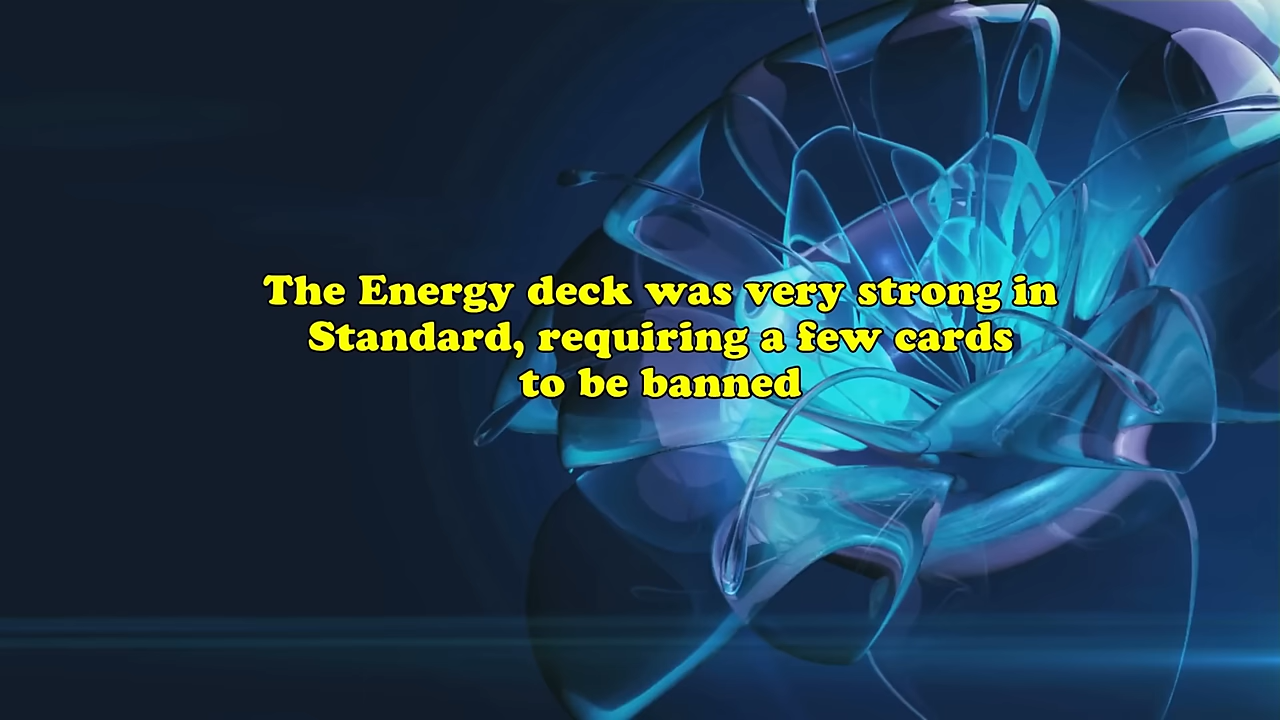 The Energy deck was very strong in
Standard, requiring a few cards
to be banned